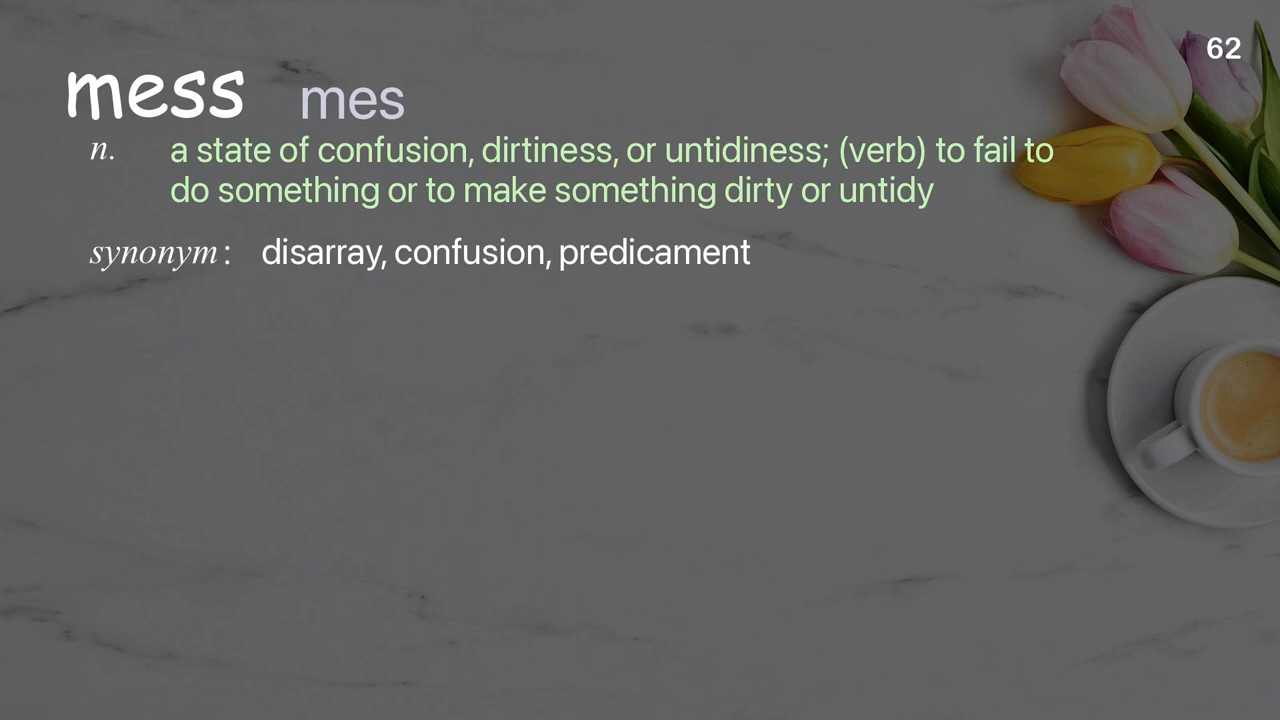 62
mess mes
n. a state of confusion, dirtiness, or untidiness; (verb) to fail to
do something or to make something dirty or untidy
synonym: disarray, confusion, predicament